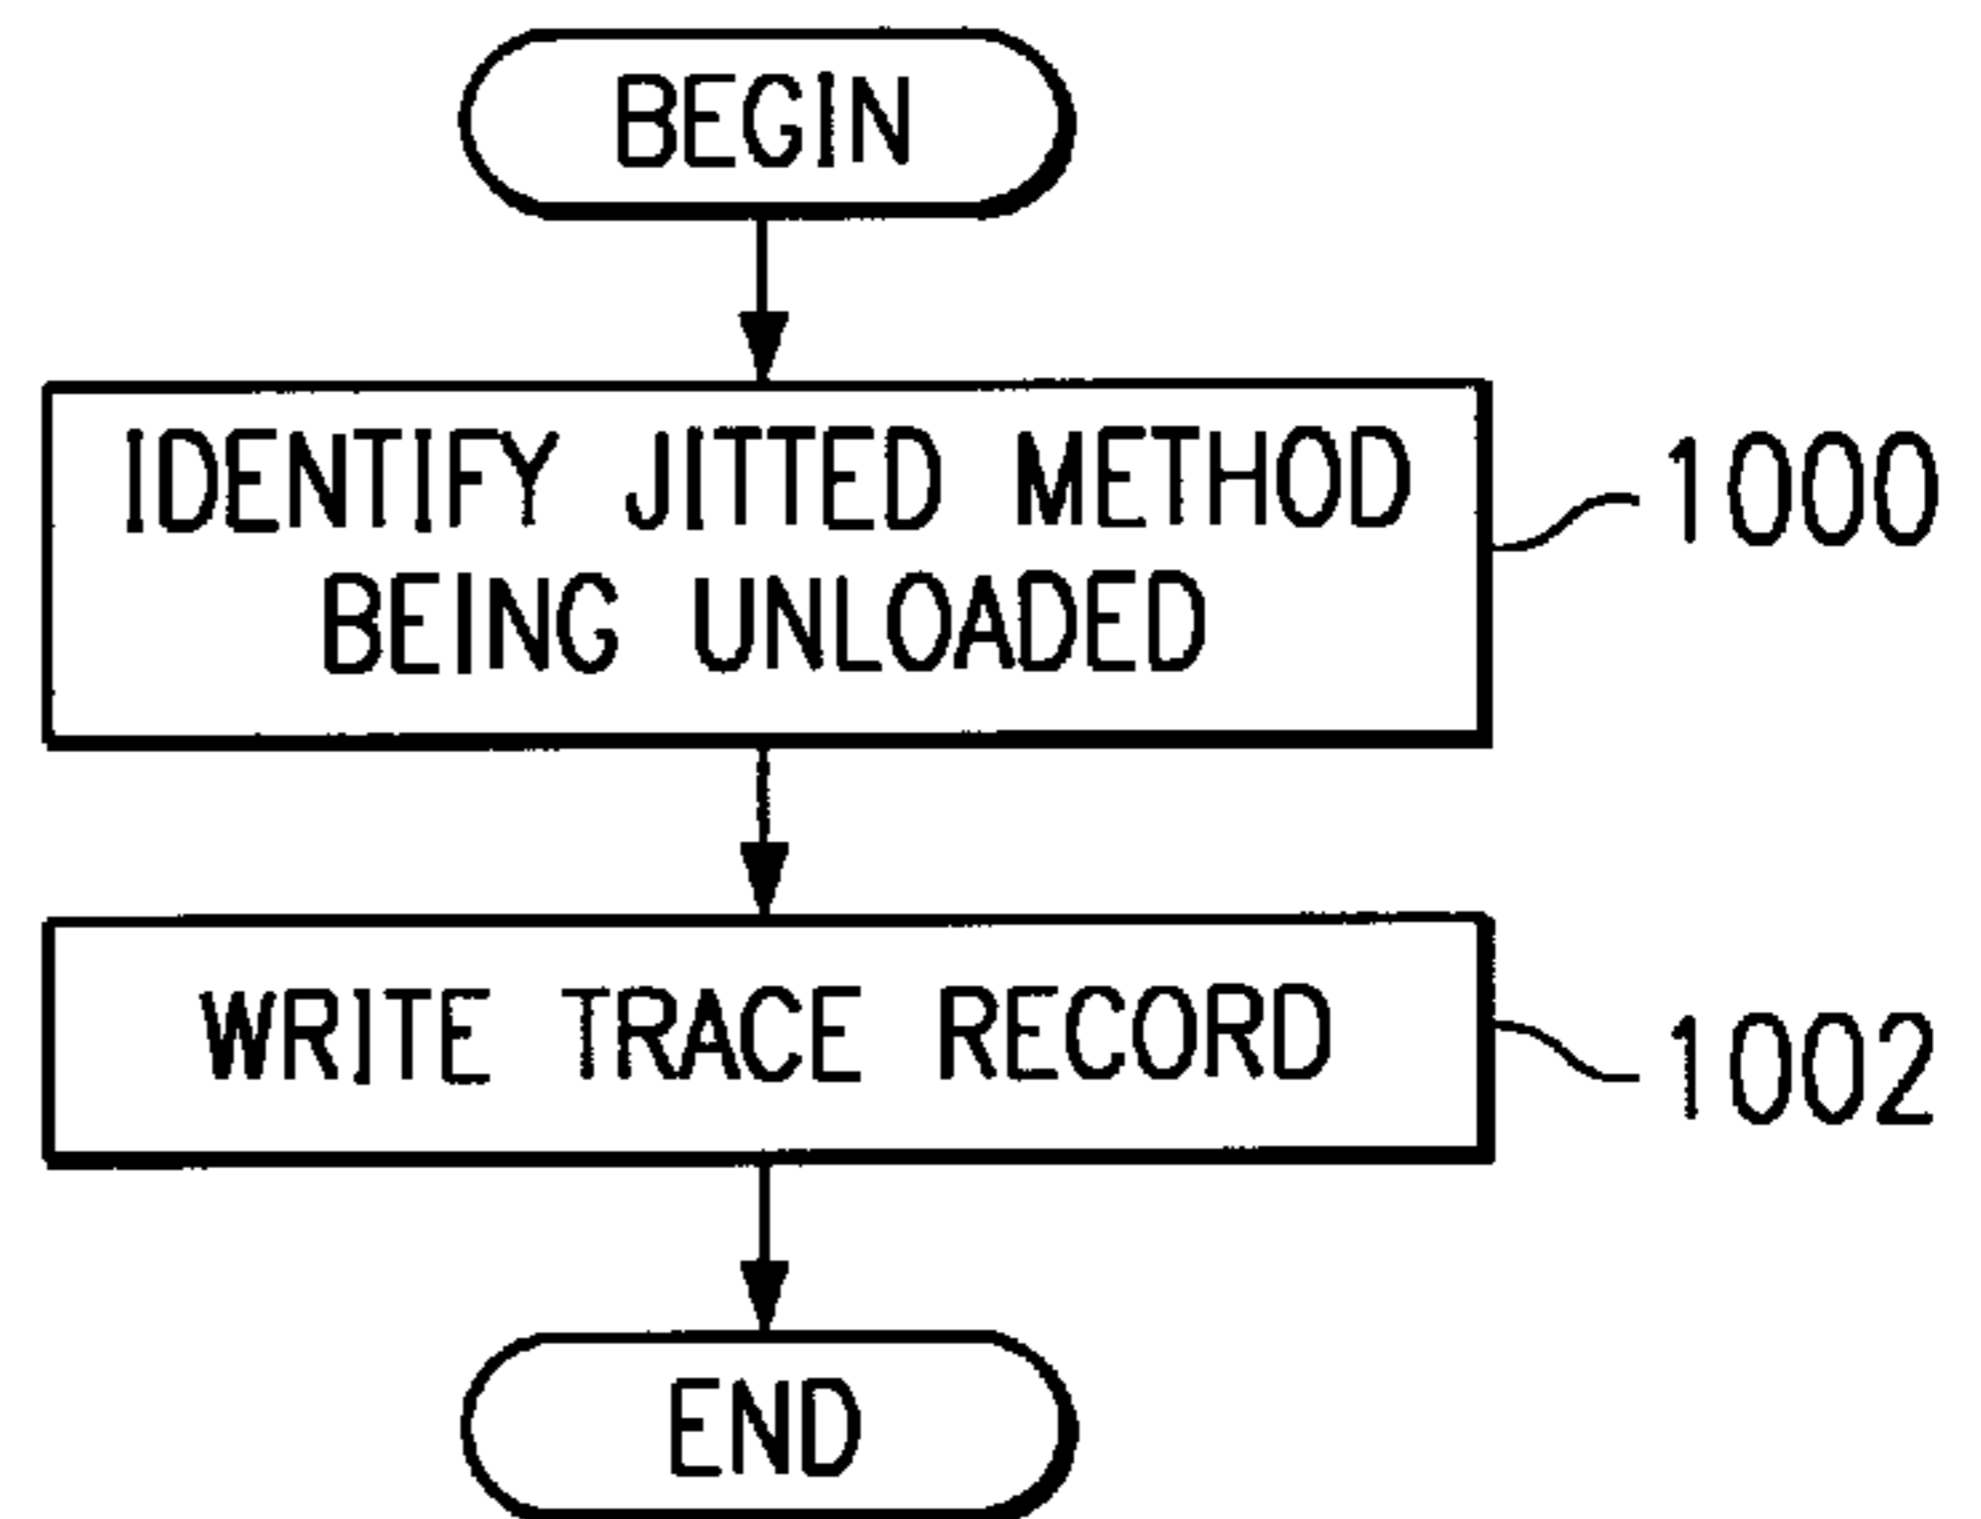 BEGIN
IDENTIFY JITTED METHOD
BEING UNLOADED
1000
WRITE TRACE RECORD
1002
END